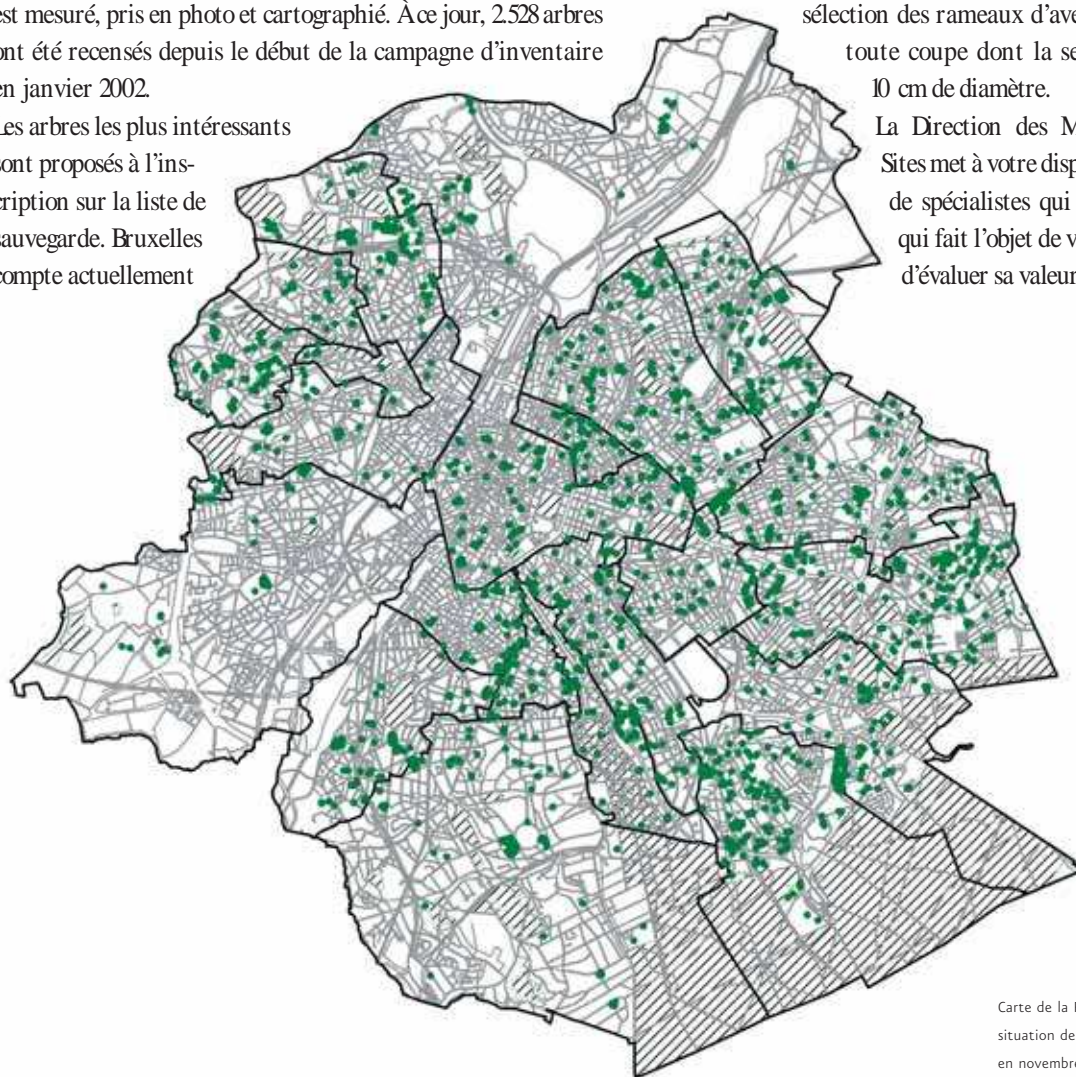 est mesuré, pris en photo et cartographié. À ce jour, 2.528 arbres
ont été recensés depuis le début de la campagne d'inventaire
en janvier 2002.
Les arbres les plus intéressants
sont proposés à l'ins-
cription sur la liste de
sauvegarde. Bruxelles
compte actuellement
sélection des rameaux d'ave
toute coupe dont la se
10 cm de diamètre.
La Direction des M
Sites met à votre disp
de spécialistes qui
qui fait l'objet de v
d'évaluer sa valeur
Carte de la
situation de
en novembre